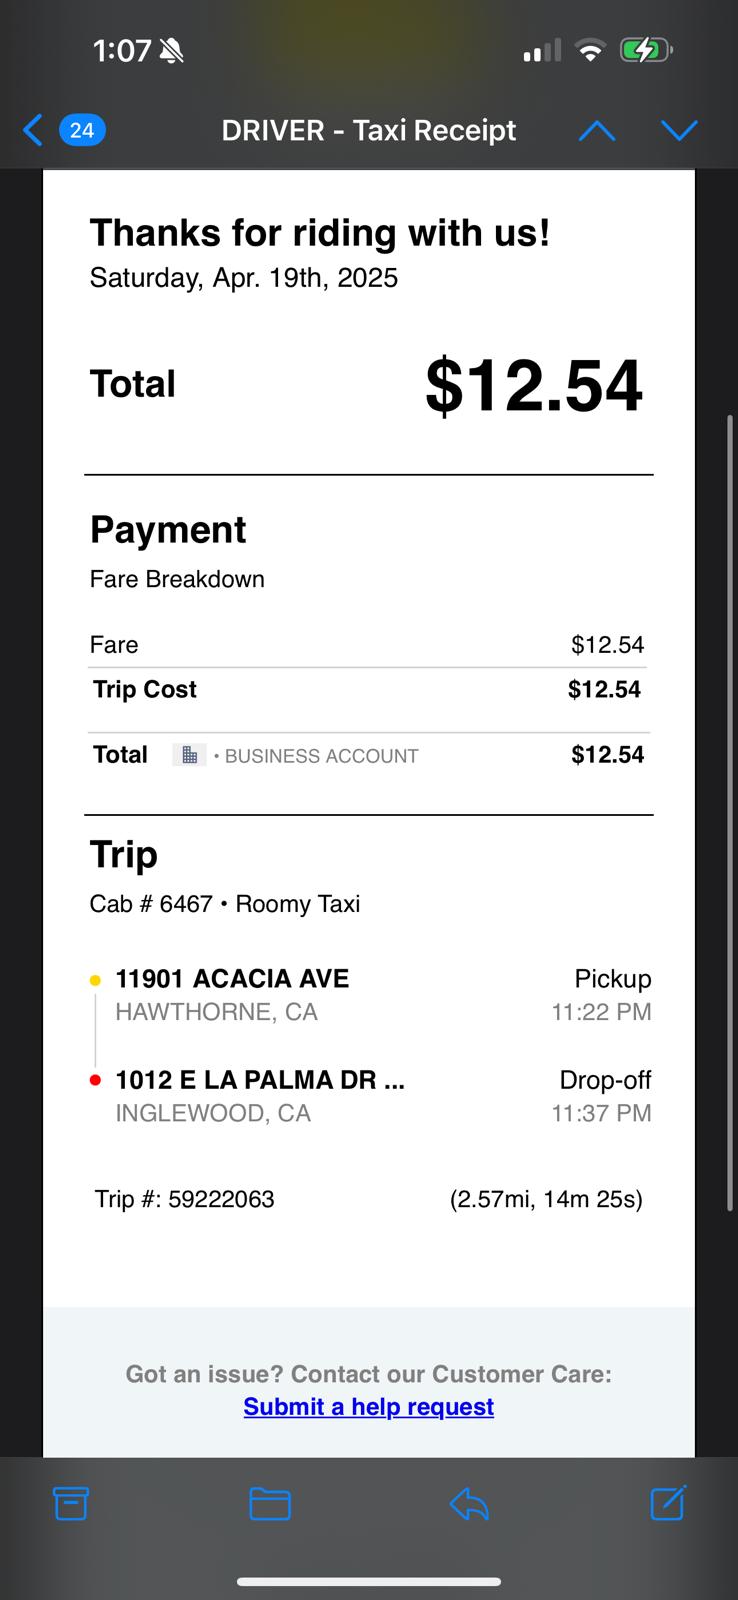 1:07
24
DRIVER - Taxi Receipt
Thanks for riding with us!
Saturday, Apr. 19th, 2025
Total $12.54
Payment
Fare Breakdown
Fare $12.54
Trip Cost $12.54
Total • BUSINESS ACCOUNT $12.54
Trip
Cab # 6467 • Roomy Taxi
11901 ACACIA AVE Pickup
HAWTHORNE, CA 11:22 PM
1012 E LA PALMA DR ... Drop-off
INGLEWOOD, CA 11:37 PM
Trip #: 59222063 (2.57mi, 14m 25s)
Got an issue? Contact our Customer Care:
Submit a help request